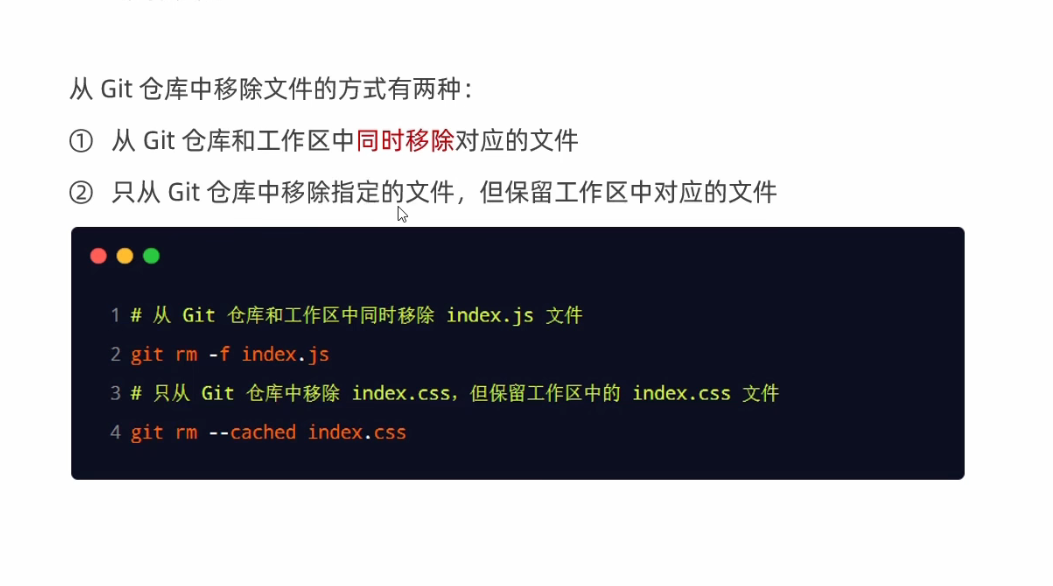 从 Git 仓库中移除文件的方式有两种：
① 从 Git 仓库和工作区中同时移除对应的文件
② 只从 Git 仓库中移除指定的文件，但保留工作区中对应的文件
1 # 从 Git 仓库和工作区中同时移除 index.js 文件
2 git rm -f index.js
3 # 只从 Git 仓库中移除 index.css，但保留工作区中的 index.css 文件
4 git rm --cached index.css